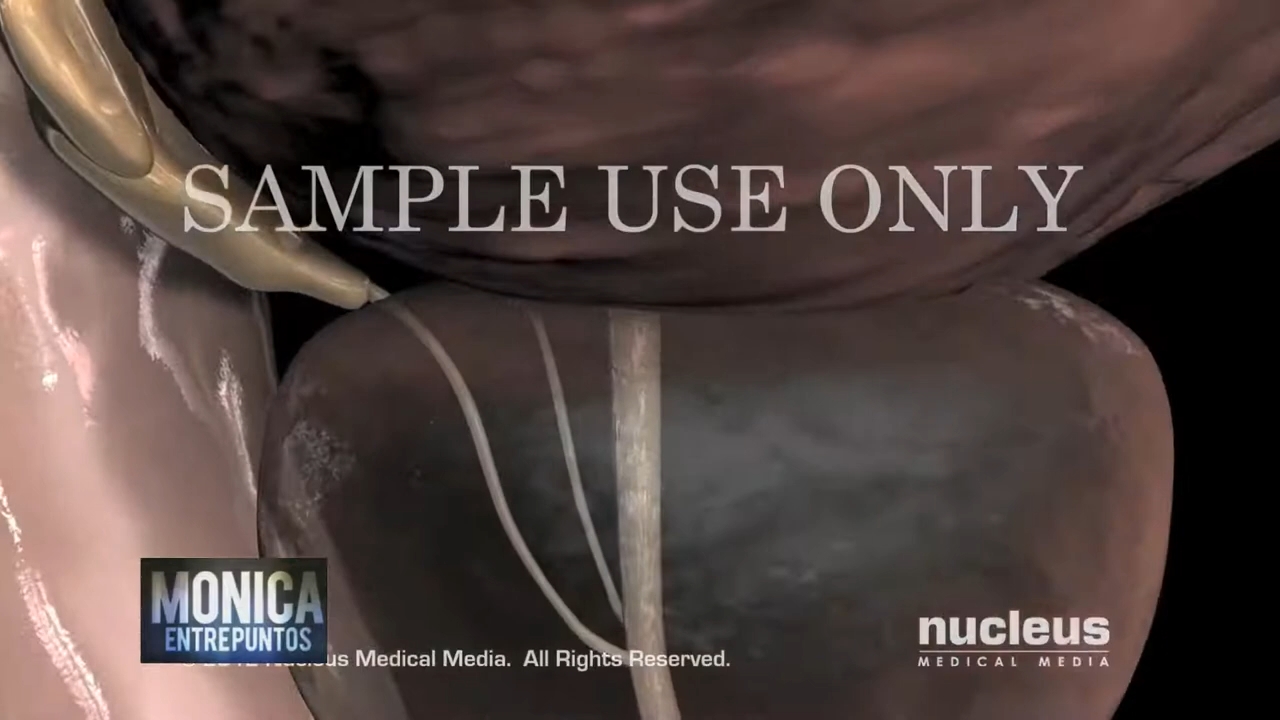 SAMPLE USE ONLY
MONICA
ENTREPUNTOS
nucleus
MEDICAL MEDIA
Medical Media. All Rights Reserved.